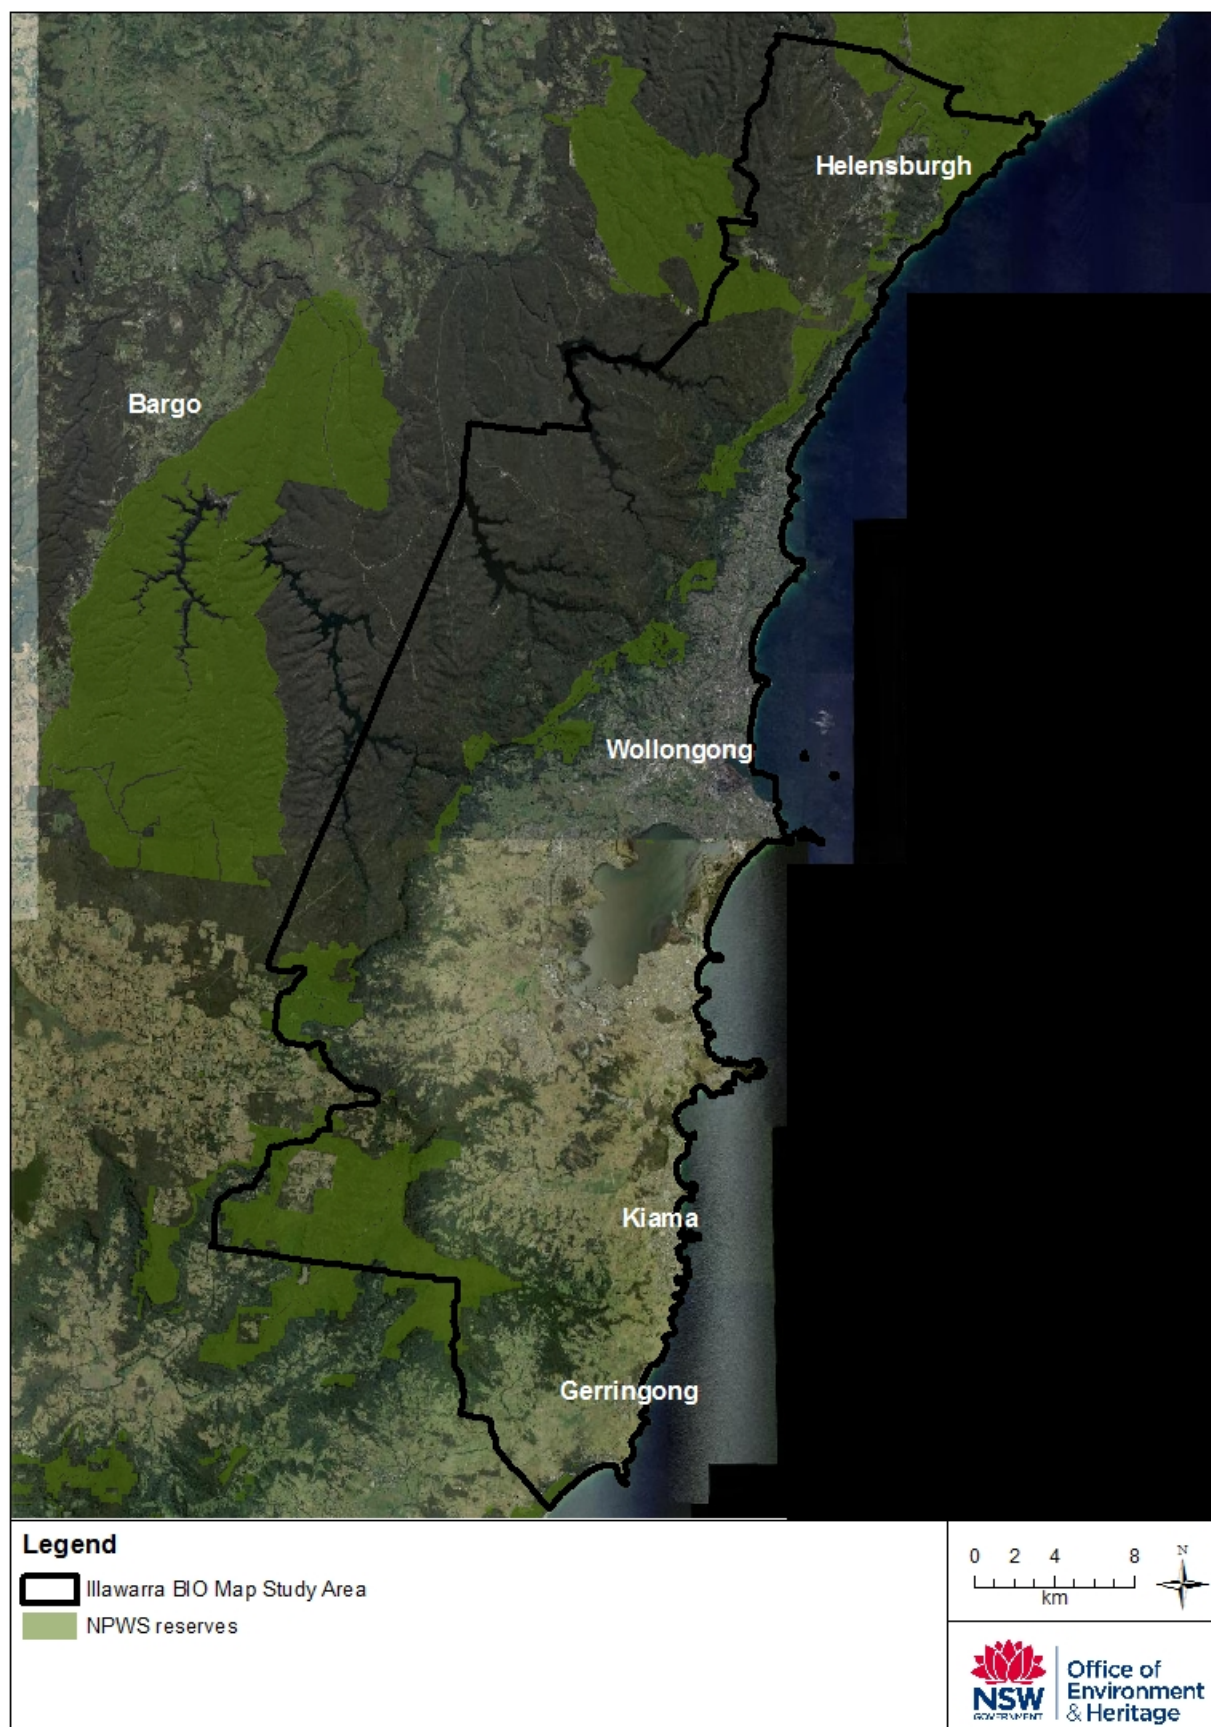 Helensburgh
Bargo
Wollongong
Kiama
Gerringong
Legend
Illawarra BIO Map Study Area
NPWS reserves
0 2 4 8
km
N
NSW
GOVERNMENT
Office of
Environment
& Heritage